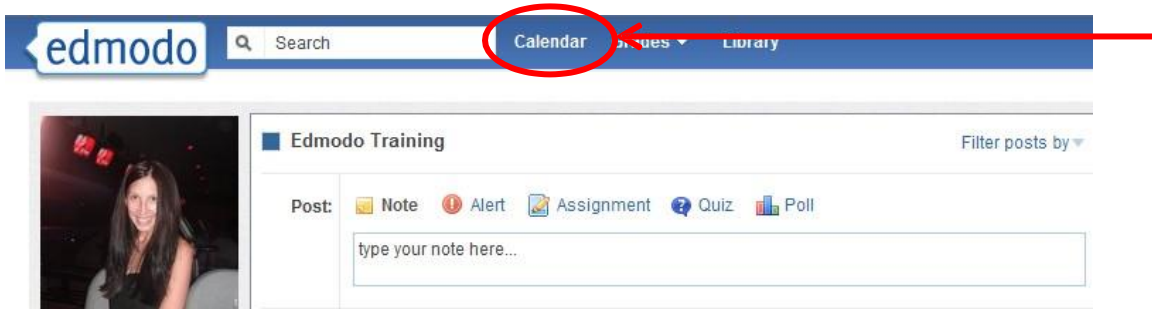 edmodo Search Calendar Grades Library
Edmodo Training Filter posts by
Post: Note Alert Assignment Quiz Poll
type your note here...